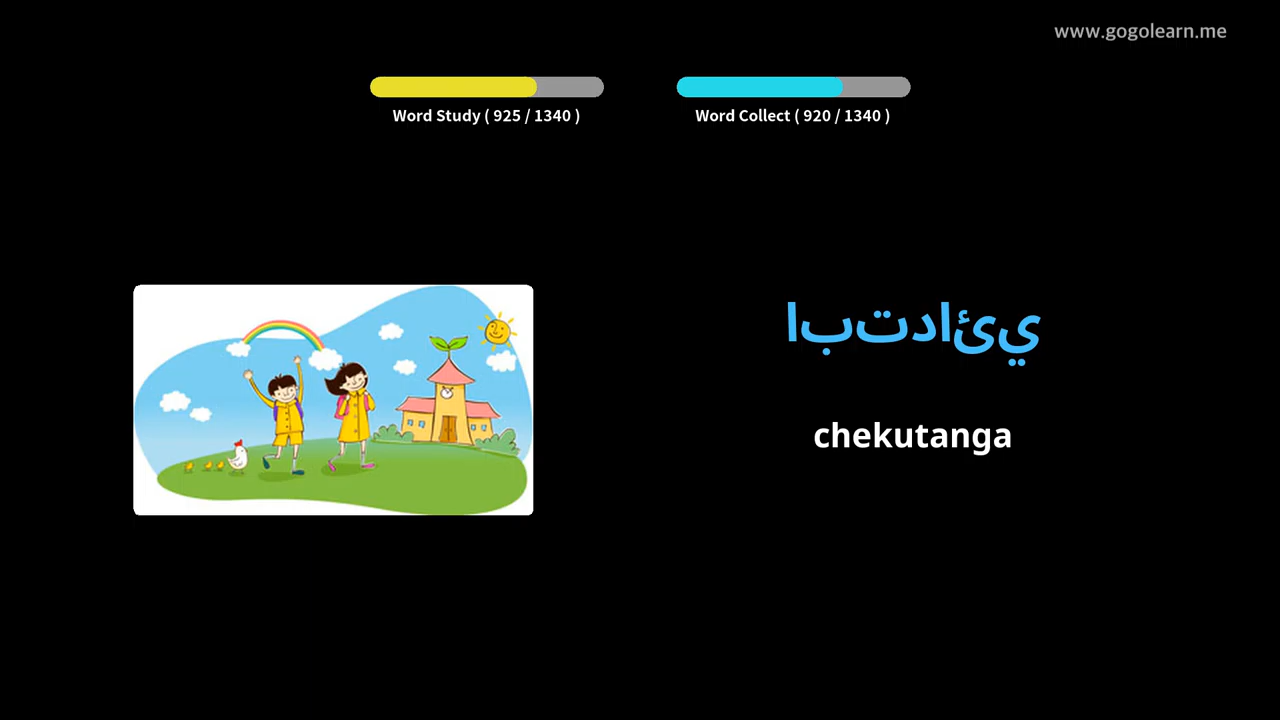 www.gogolearn.me
Word Study ( 925 / 1340 )
Word Collect ( 920 / 1340 )
ابتدائي
chekutanga